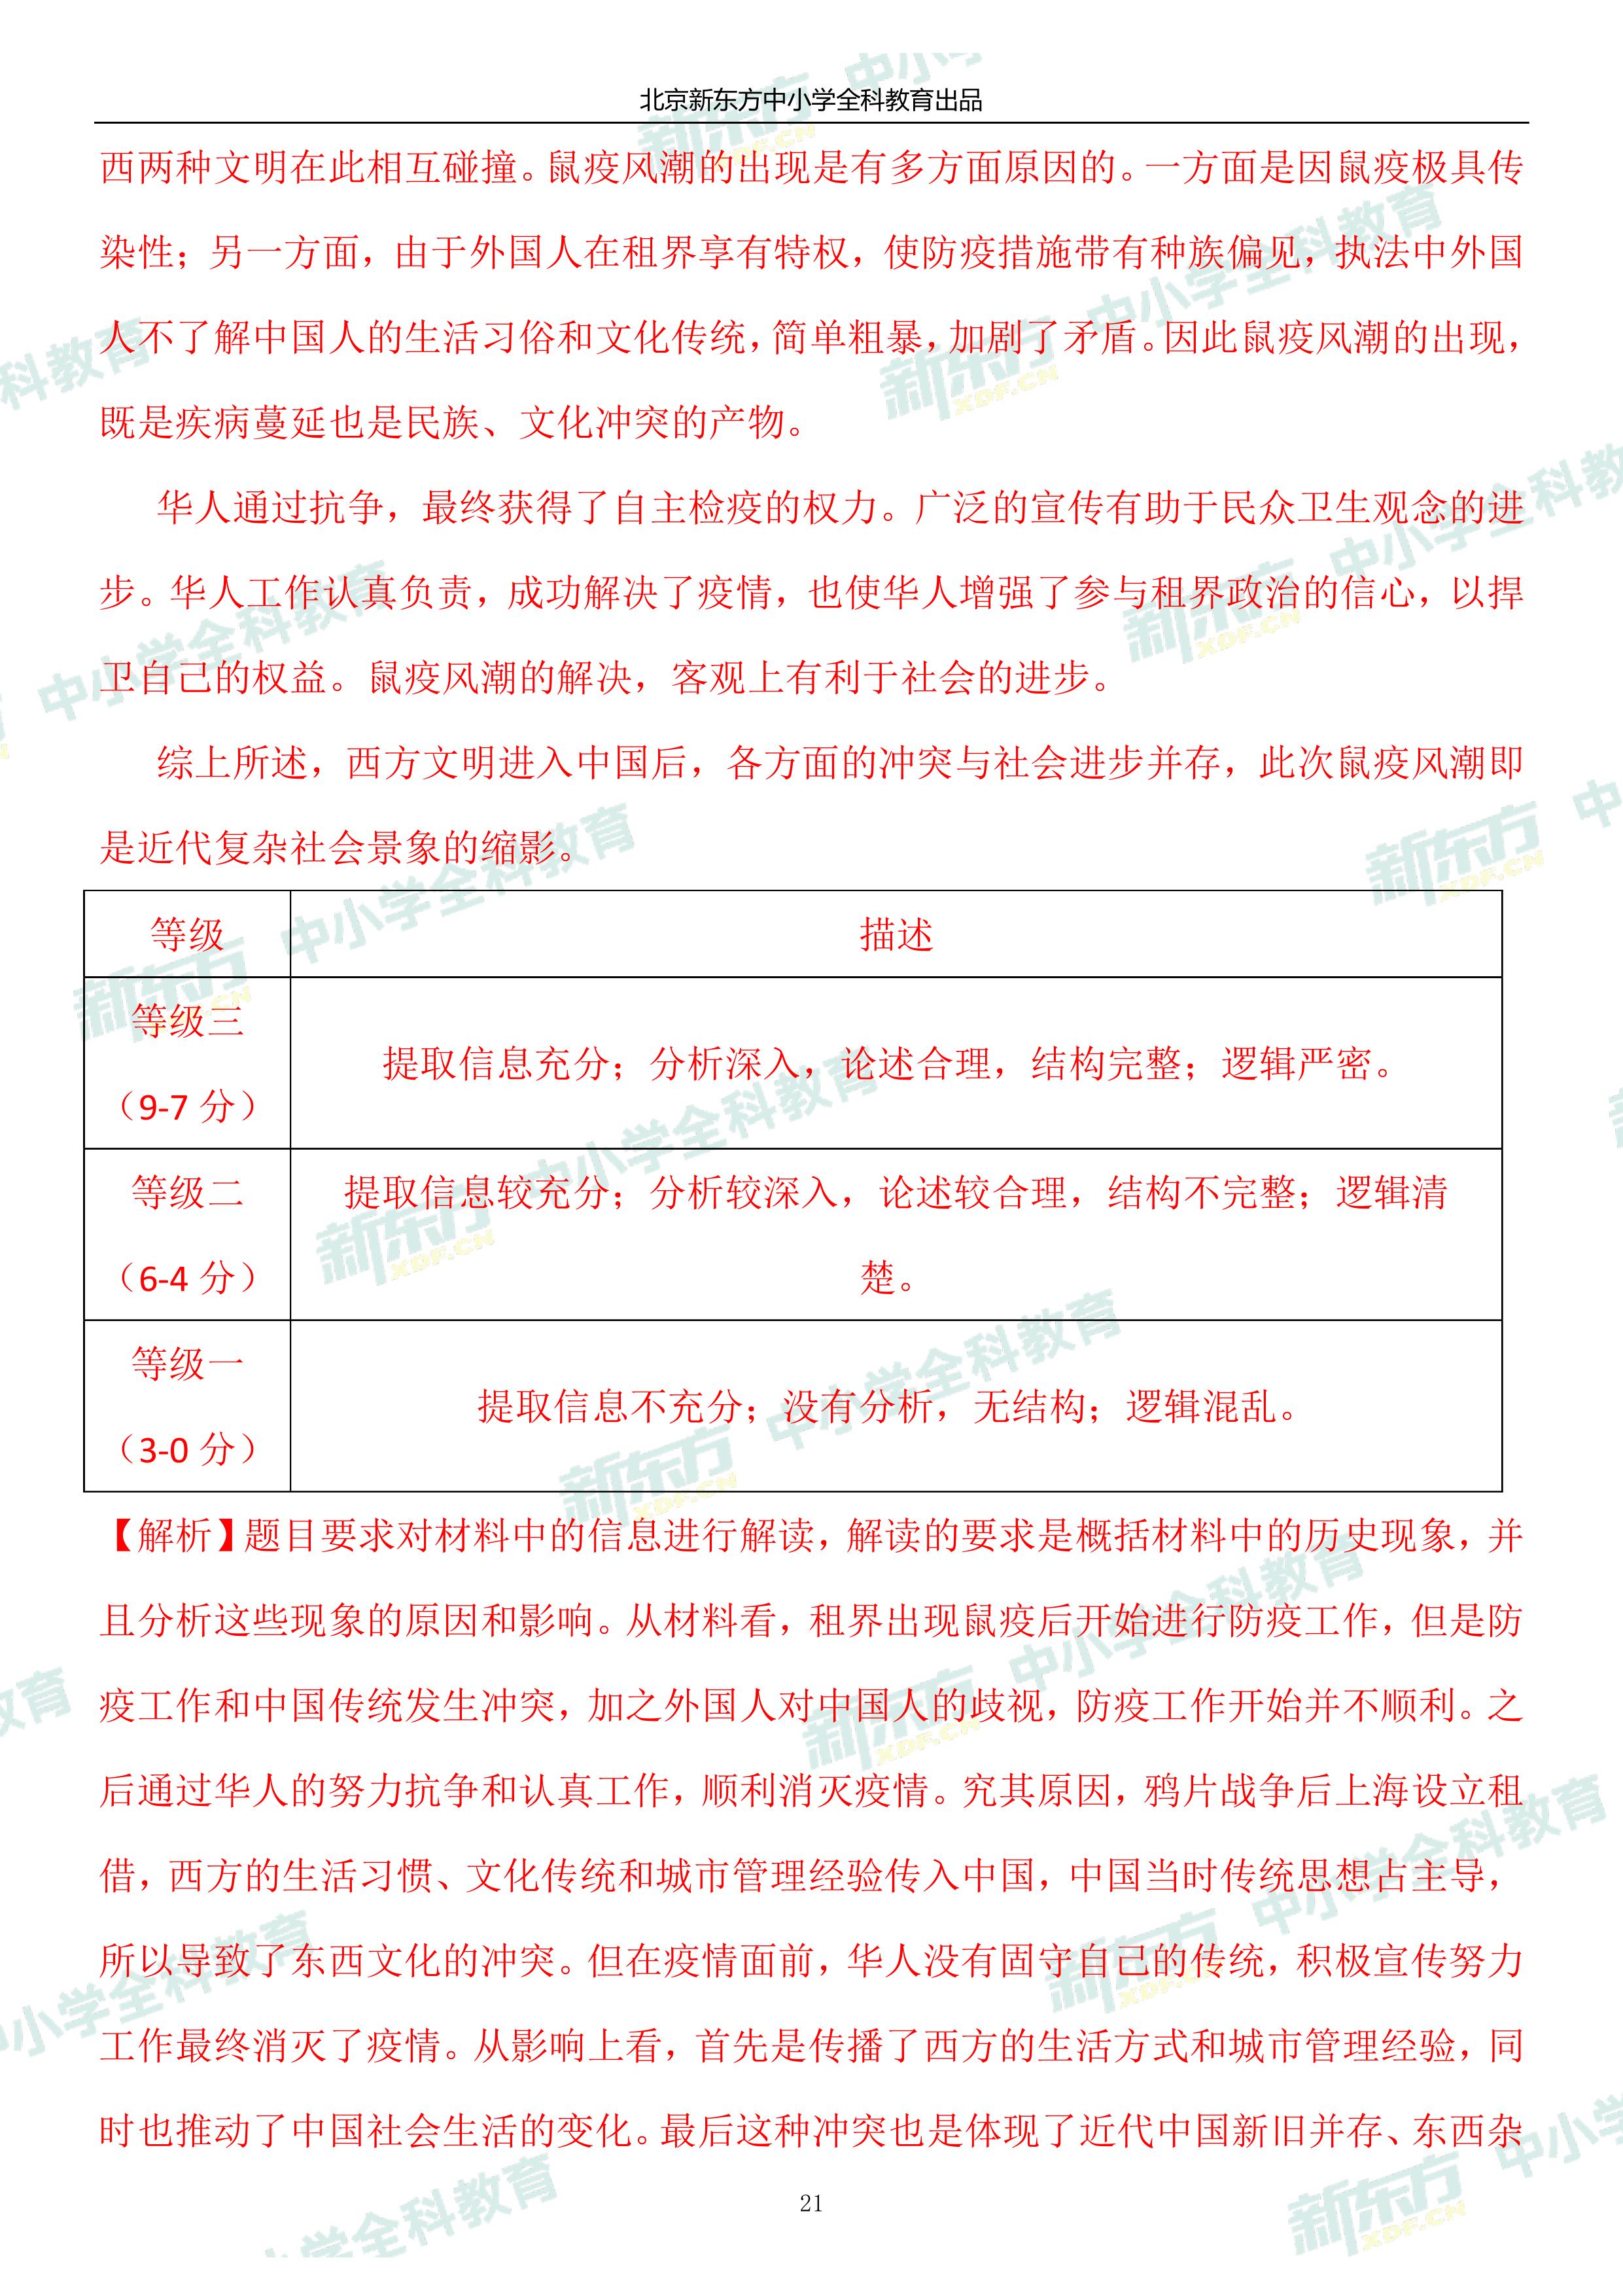 北京新东方中小学全科教育出品
西两种文明在此相互碰撞。鼠疫风潮的出现是有多方面原因的。一方面是因鼠疫极具传
染性；另一方面，由于外国人在租界享有特权，使防疫措施带有种族偏见，执法中外国
人不了解中国人的生活习俗和文化传统，简单粗暴，加剧了矛盾。因此鼠疫风潮的出现，
既是疾病蔓延也是民族、文化冲突的产物。
华人通过抗争，最终获得了自主检疫的权力。广泛的宣传有助于民众卫生观念的进
步。华人工作认真负责，成功解决了疫情，也使华人增强了参与租界政治的信心，以捍
卫自己的权益。鼠疫风潮的解决，客观上有利于社会的进步。
综上所述，西方文明进入中国后，各方面的冲突与社会进步并存，此次鼠疫风潮即
是近代复杂社会景象的缩影。
等级 描述
等级三
（9-7 分）
提取信息充分；分析深入，论述合理，结构完整；逻辑严密。
等级二
（6-4 分）
提取信息较充分；分析较深入，论述较合理，结构不完整；逻辑清
楚。
等级一
（3-0 分）
提取信息不充分；没有分析，无结构；逻辑混乱。
【解析】题目要求对材料中的信息进行解读，解读的要求是概括材料中的历史现象，并
且分析这些现象的原因和影响。从材料看，租界出现鼠疫后开始进行防疫工作，但是防
疫工作和中国传统发生冲突，加之外国人对中国人的歧视，防疫工作开始并不顺利。之
后通过华人的努力抗争和认真工作，顺利消灭疫情。究其原因，鸦片战争后上海设立租
借，西方的生活习惯、文化传统和城市管理经验传入中国，中国当时传统思想占主导，
所以导致了东西文化的冲突。但在疫情面前，华人没有固守自己的传统，积极宣传努力
工作最终消灭了疫情。从影响上看，首先是传播了西方的生活方式和城市管理经验，同
时也推动了中国社会生活的变化。最后这种冲突也是体现了近代中国新旧并存、东西杂
21
新东方 XDF.CN 中小学全科教育